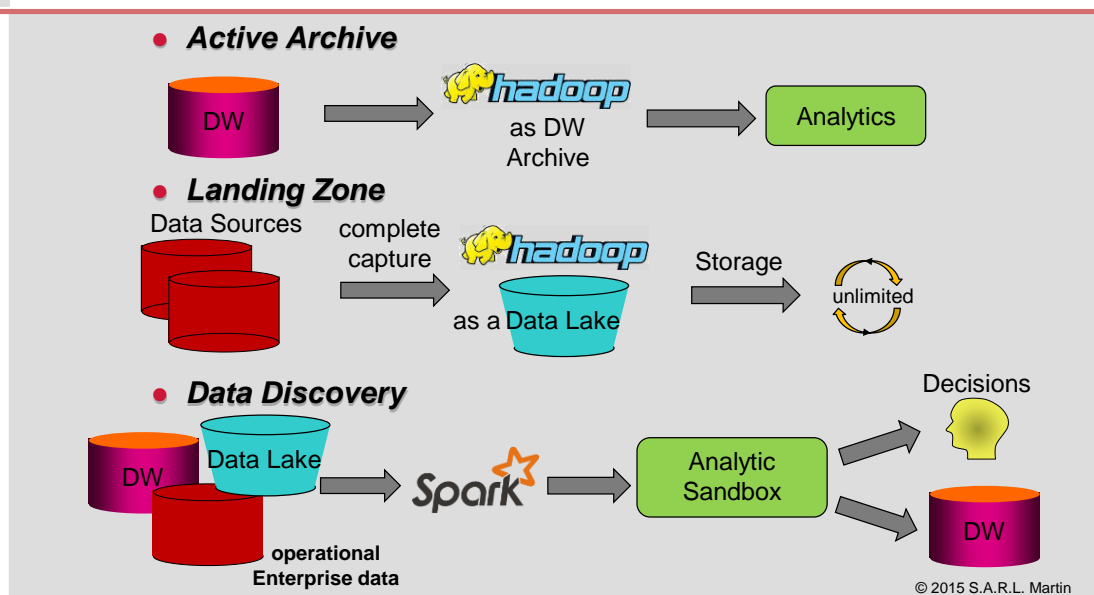 Active Archive
DW
hadoop
as DW
Archive
Analytics
Landing Zone
Data Sources
complete
capture
hadoop
as a Data Lake
Storage
unlimited
Data Discovery
DW
Data Lake
operational
Enterprise data
Spark
Analytic
Sandbox
Decisions
DW
© 2015 S.A.R.L. Martin